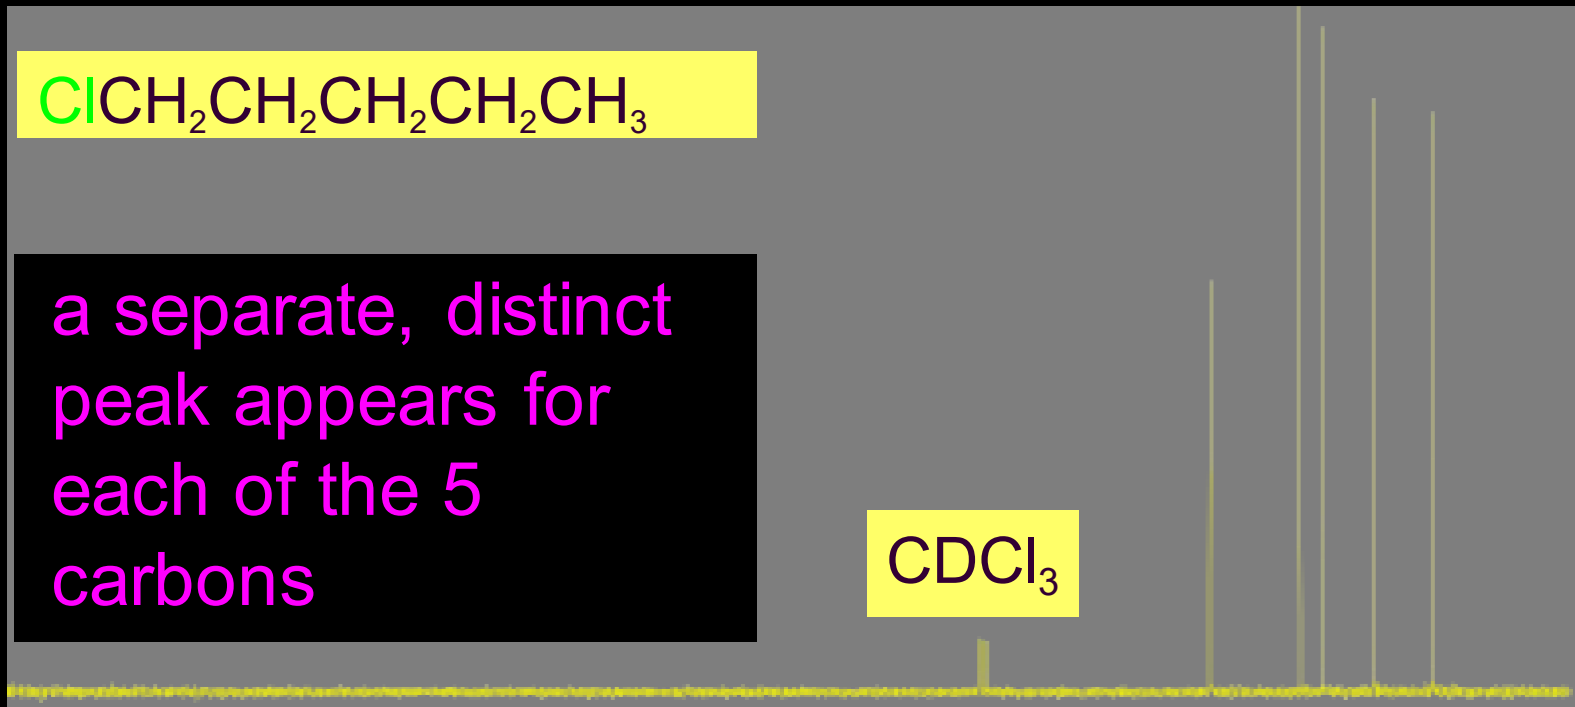 ClCH₂CH₂CH₂CH₂CH₃
a separate, distinct
peak appears for
each of the 5
carbons
CDCl₃